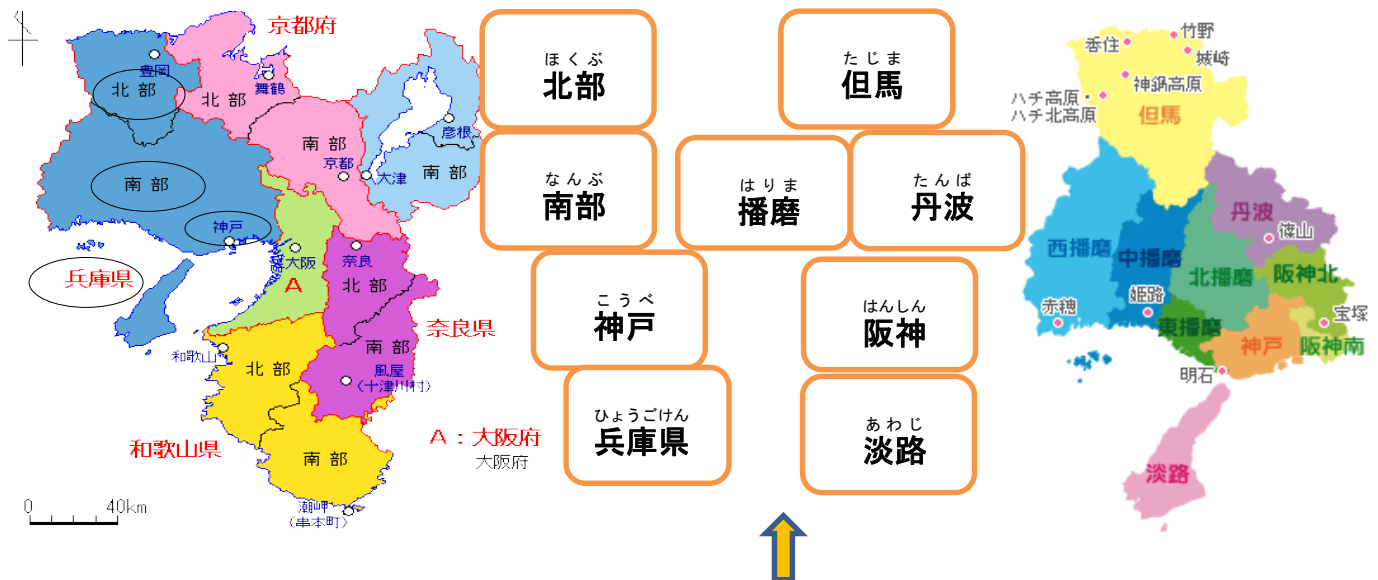 京都府
豊岡
北部
舞鶴
北部
南部
京都
彦根
大津
南部
南部
神戸
兵庫県
大阪
A
奈良
北部
奈良県
南部
風屋
(十津川村)
和歌山
北部
和歌山県
南部
A:大阪府
大阪府
潮岬
(串本町)
0 40km
ほくぶ
北部
たじま
但馬
なんぶ
南部
はりま
播磨
たんば
丹波
こうべ
神戸
はんしん
阪神
ひょうごけん
兵庫県
あわじ
淡路
竹野
香住
城崎
神鍋高原
ハチ高原・
ハチ北高原
但馬
丹波
篠山
西播磨
中播磨
北播磨
阪神北
姫路
赤穂
東播磨
宝塚
神戸
阪神南
明石
淡路